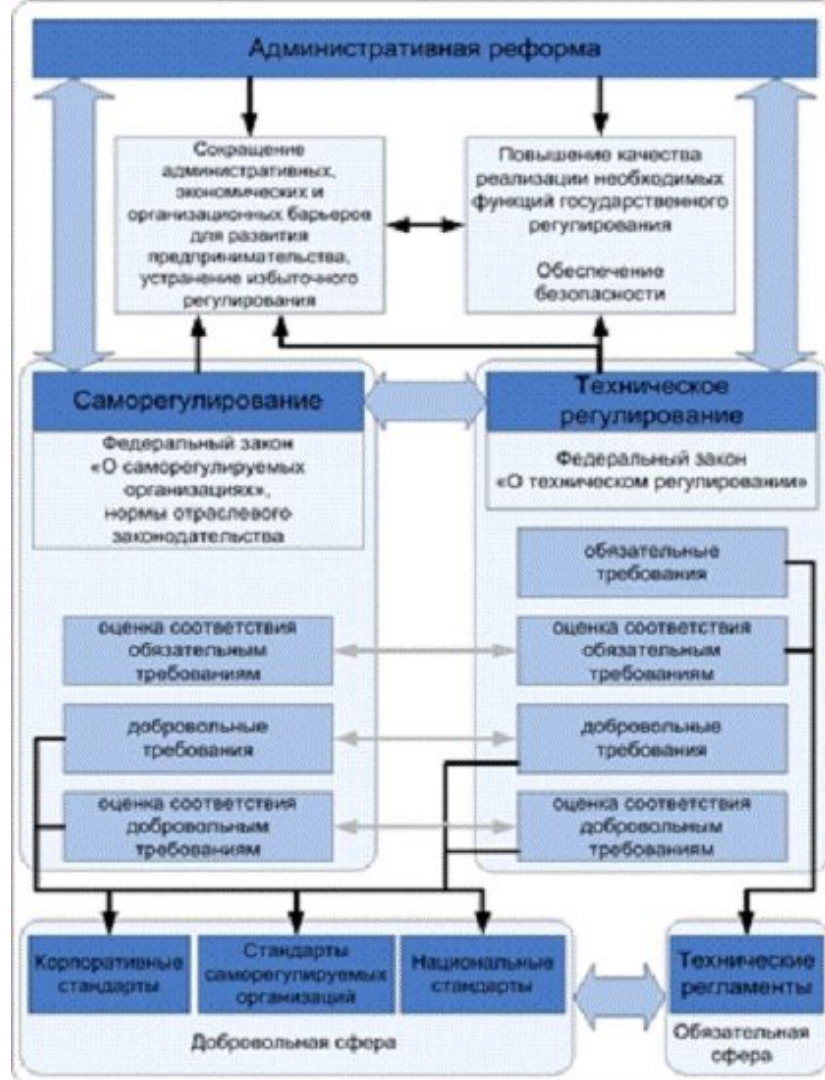 Административная реформа
Сокращение
административных,
экономических и
организационных барьеров
для развития
предпринимательства,
устранение избыточного
регулирования
Повышение качества
реализации необходимых
функций государственного
регулирования
Обеспечение
безопасности
Саморегулирование
Федеральный закон
«О саморегулируемых
организациях»,
нормы отраслевого
законодательства
Техническое
регулирование
Федеральный закон
«О техническом регулировании»
обязательные
требования
оценка соответствия
обязательным
требованиям
оценка соответствия
обязательным
требованиям
добровольные
требования
добровольные
требования
оценка соответствия
добровольным
требованиям
оценка соответствия
добровольным
требованиям
Корпоративные
стандарты
Стандарты
саморегулируемых
организаций
Национальные
стандарты
Добровольная сфера
Технические
регламенты
Обязательная
сфера